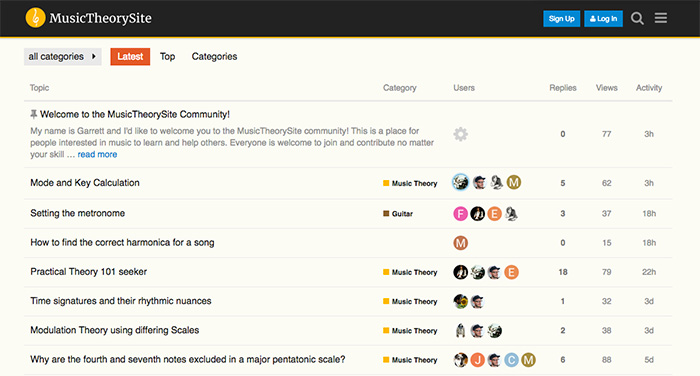 MusicTheorySite
Sign Up
Log In
all categories
Latest
Top
Categories
Topic Category Users Replies Views Activity
Welcome to the MusicTheorySite Community!
My name is Garrett and I'd like to welcome you to the MusicTheorySite community! This is a place for
people interested in music to learn and help others. Everyone is welcome to join and contribute no matter
your skill … read more
0 77 3h
Mode and Key Calculation Music Theory M 5 62 3h
Setting the metronome Guitar F E 3 37 18h
How to find the correct harmonica for a song M 0 15 18h
Practical Theory 101 seeker Music Theory E 18 79 22h
Time signatures and their rhythmic nuances Music Theory 1 32 3d
Modulation Theory using differing Scales Music Theory 2 38 3d
Why are the fourth and seventh notes excluded in a major pentatonic scale? Music Theory J C M 6 88 5d